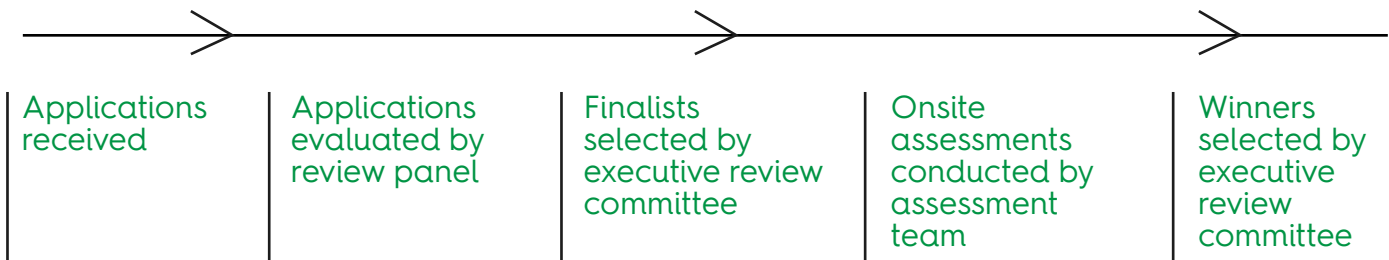 Applications
received
Applications
evaluated by
review panel
Finalists
selected by
executive review
committee
Onsite
assessments
conducted by
assessment
team
Winners
selected by
executive
review
committee